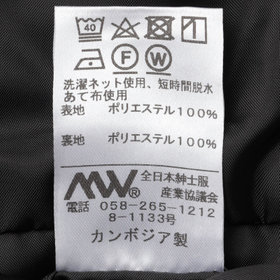 40
F W
洗濯ネット使用、短時間脱水
あて布使用
表地 ポリエステル100%
裏地 ポリエステル100%
MW® 全日本紳士服
産業協議会
電話 058-265-1212
8-1133号
カンボジア製